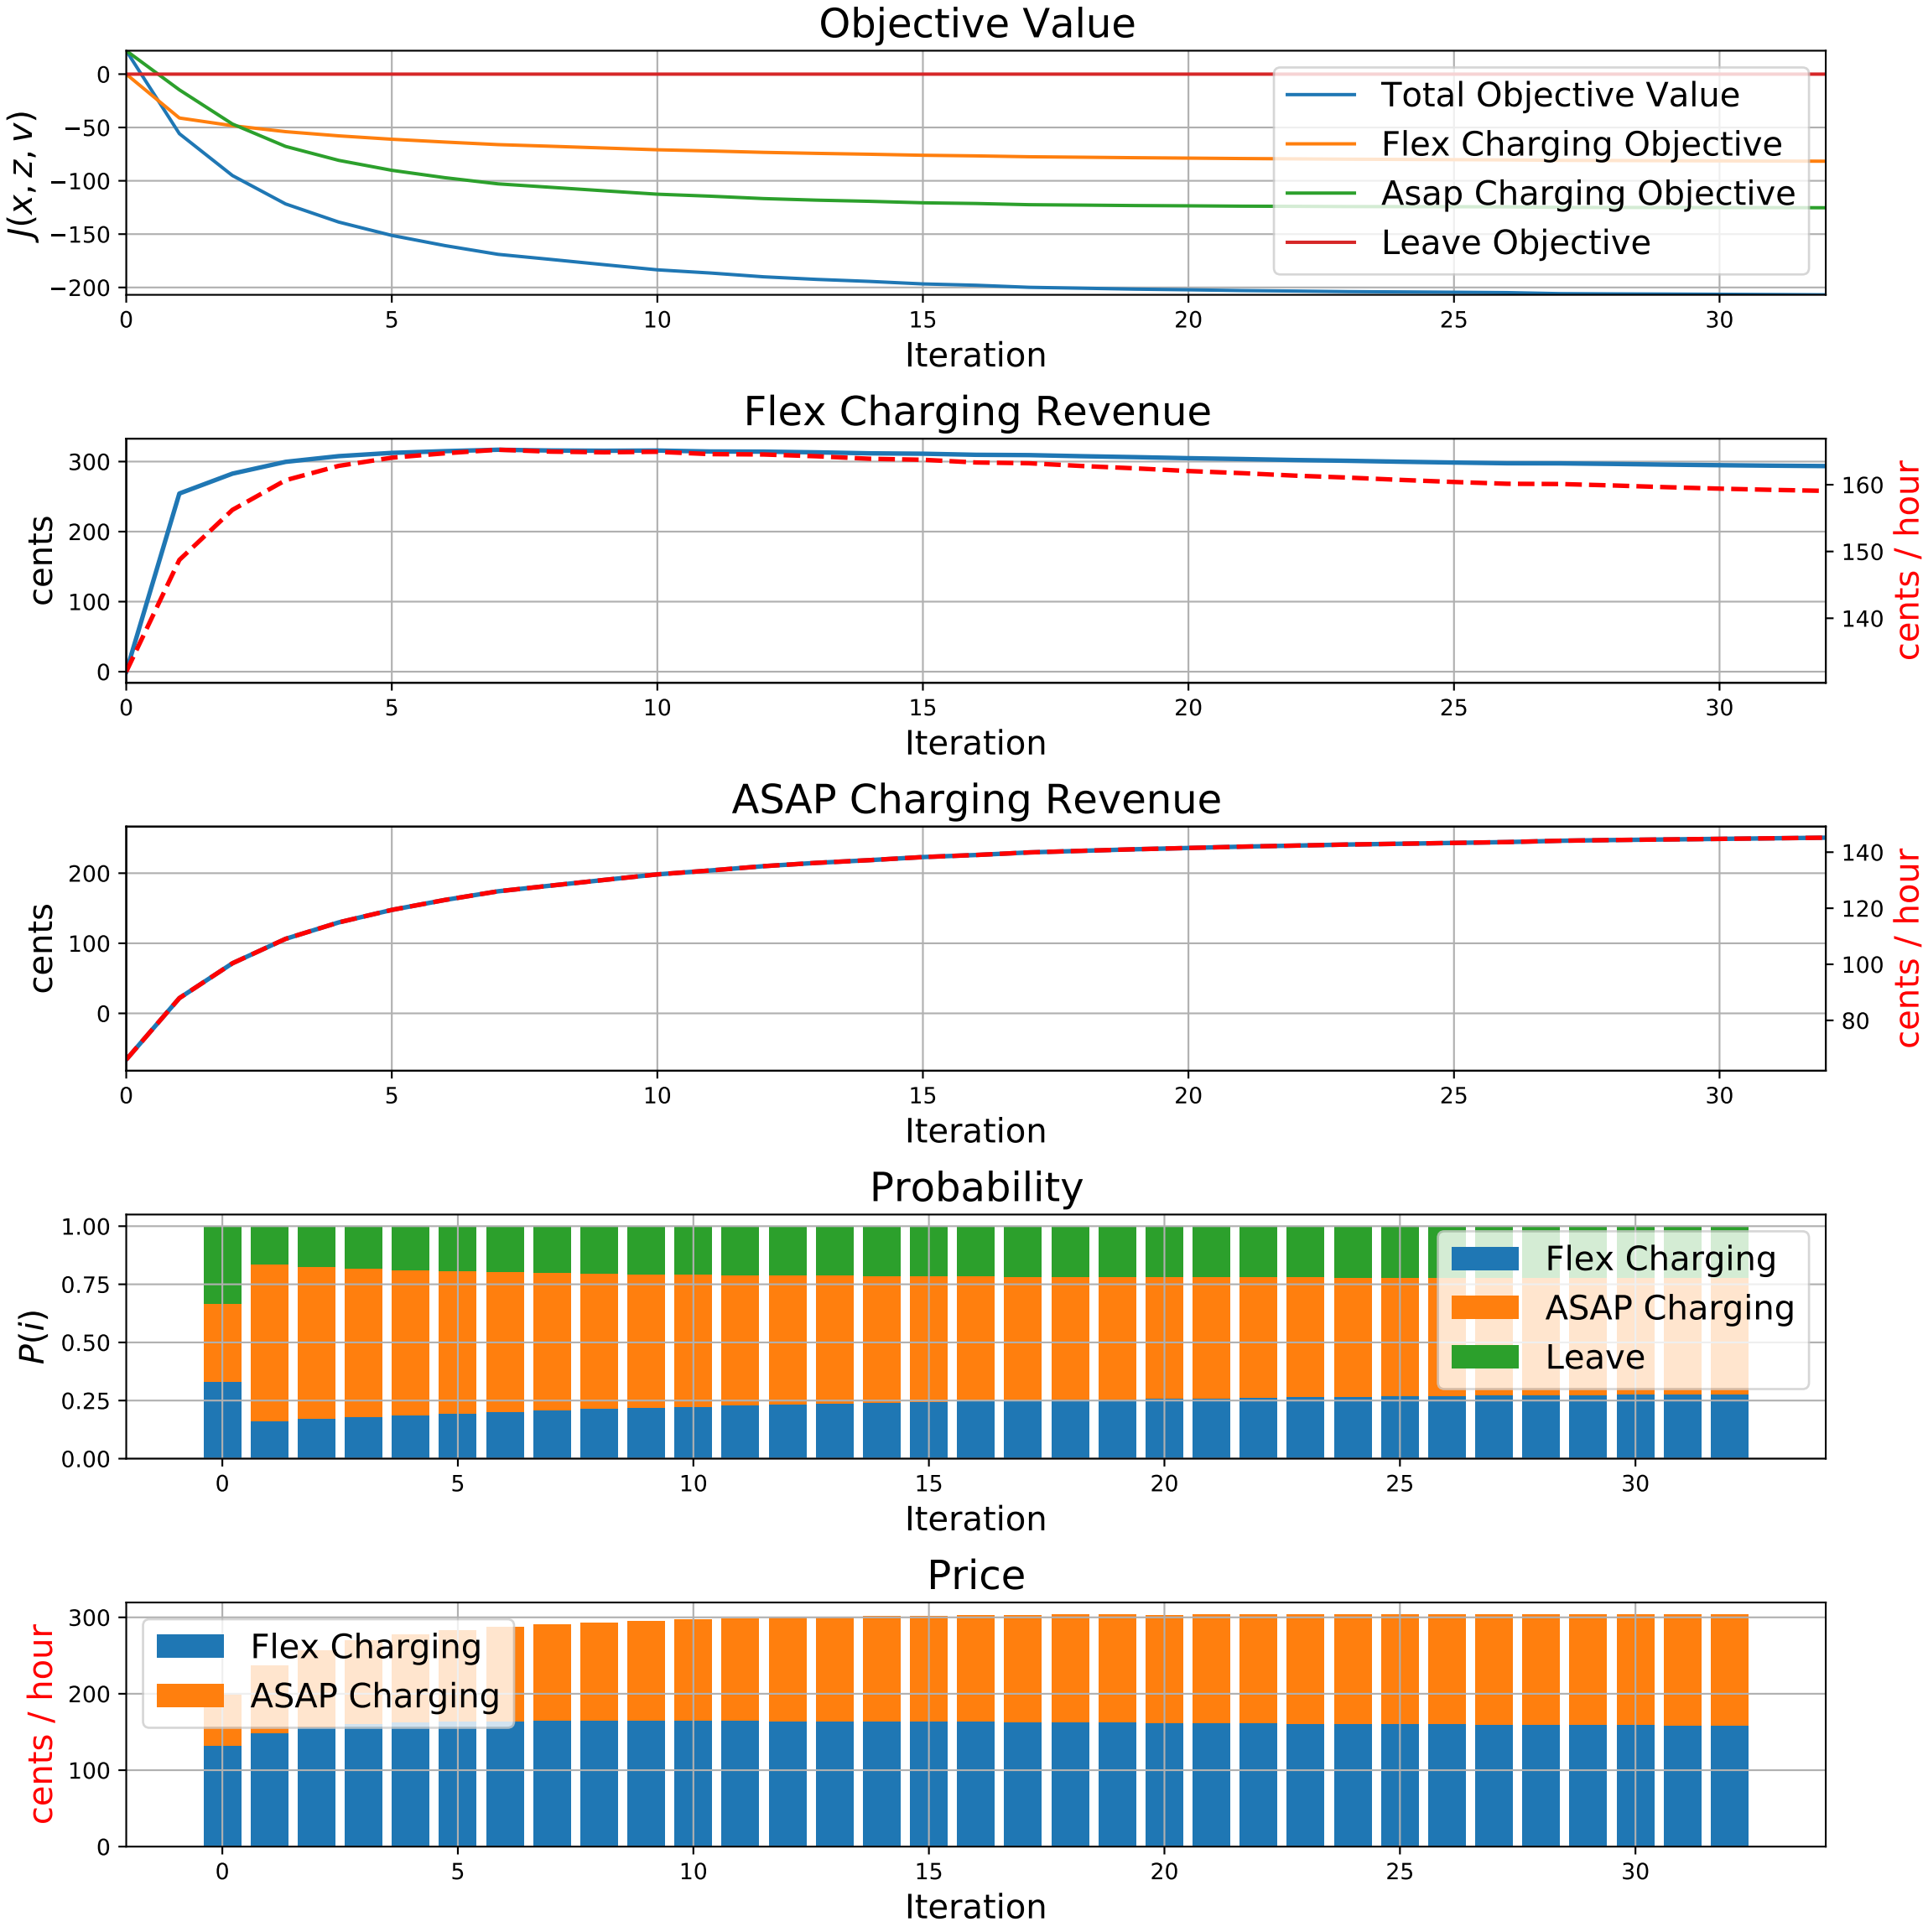 Objective Value
J(x, z, v)
0
−50
−100
−150
−200
Total Objective Value
Flex Charging Objective
Asap Charging Objective
Leave Objective
0 5 10 15 20 25 30
Iteration
Flex Charging Revenue
cents
300
200
100
0
160
150
140
cents / hour
0 5 10 15 20 25 30
Iteration
ASAP Charging Revenue
cents
200
100
0
140
120
100
80
cents / hour
0 5 10 15 20 25 30
Iteration
Probability
P(i)
1.00
0.75
0.50
0.25
0.00
Flex Charging
ASAP Charging
Leave
0 5 10 15 20 25 30
Iteration
Price
cents / hour
300
200
100
0
Flex Charging
ASAP Charging
0 5 10 15 20 25 30
Iteration